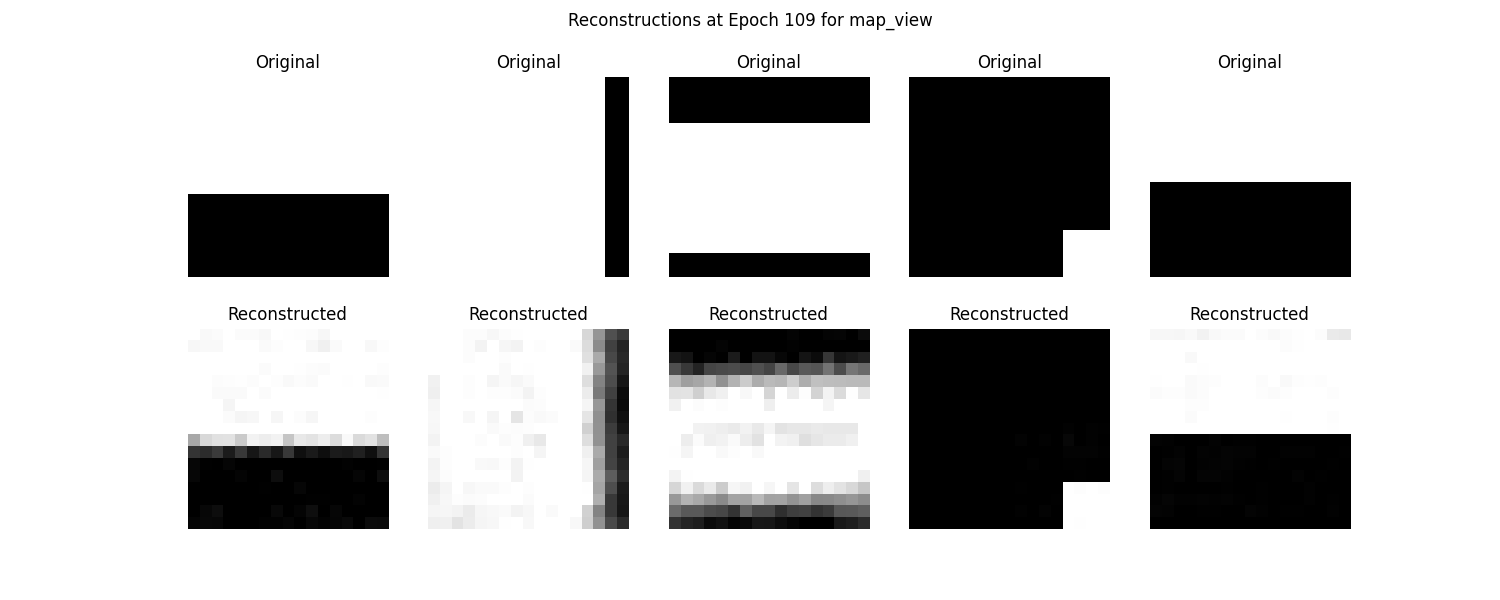 Reconstructions at Epoch 109 for map_view
Original Original Original Original Original
Reconstructed Reconstructed Reconstructed Reconstructed Reconstructed